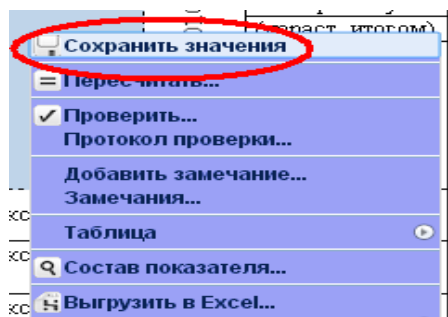 (нараст итогом)
Сохранить значения
Пересчитать...
Проверить...
Протокол проверки...
Добавить замечание...
Замечания...
Таблица
Состав показателя...
Выгрузить в Excel...